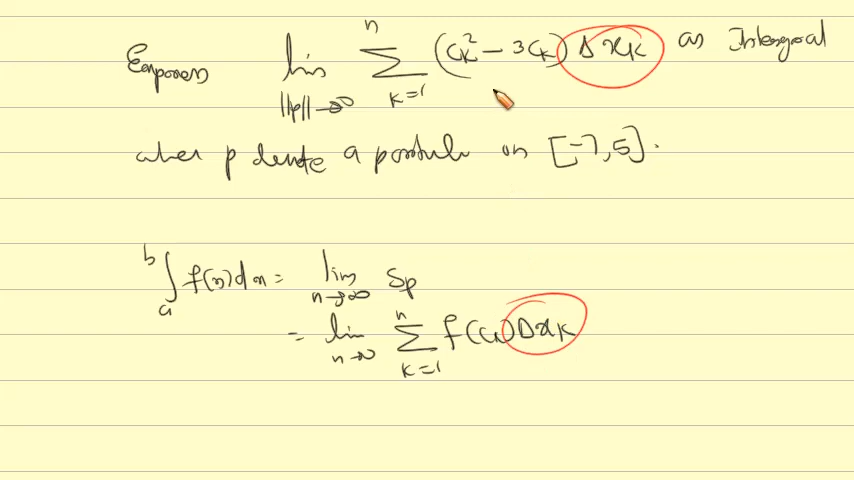 Express lim ||p||→0 n Σ k=1 (Ck² − 3Ck) Δxk as Integral
when p denote a partition on [-7,5].
b ∫ a f(x)dx = lim n→∞ Sp
= lim n→∞ n Σ k=1 f(Ck) Δxk